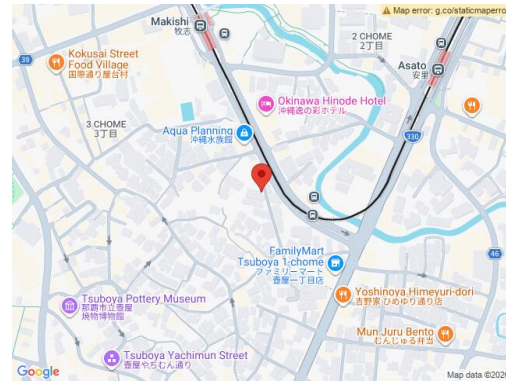 Map error: g.co/staticmaperro
Makishi
牧志
2 CHOME
2丁目
Asato
安里
39
Kokusai Street
Food Village
国際通り屋台村
Okinawa Hinode Hotel
沖縄逸の彩ホテル
3 CHOME
3丁目
Aqua Planning
沖縄水族館
330
FamilyMart
Tsuboya 1-chome
ファミリーマート
壺屋一丁目店
46
Tsuboya Pottery Museum
那覇市立壺屋
焼物博物館
Yoshinoya Himeyuri-dori
吉野家 ひめゆり通り店
Mun Juru Bento
むんじゅる弁当
Tsuboya Yachimun Street
壺屋やちむん通り
Google
Map data ©2026